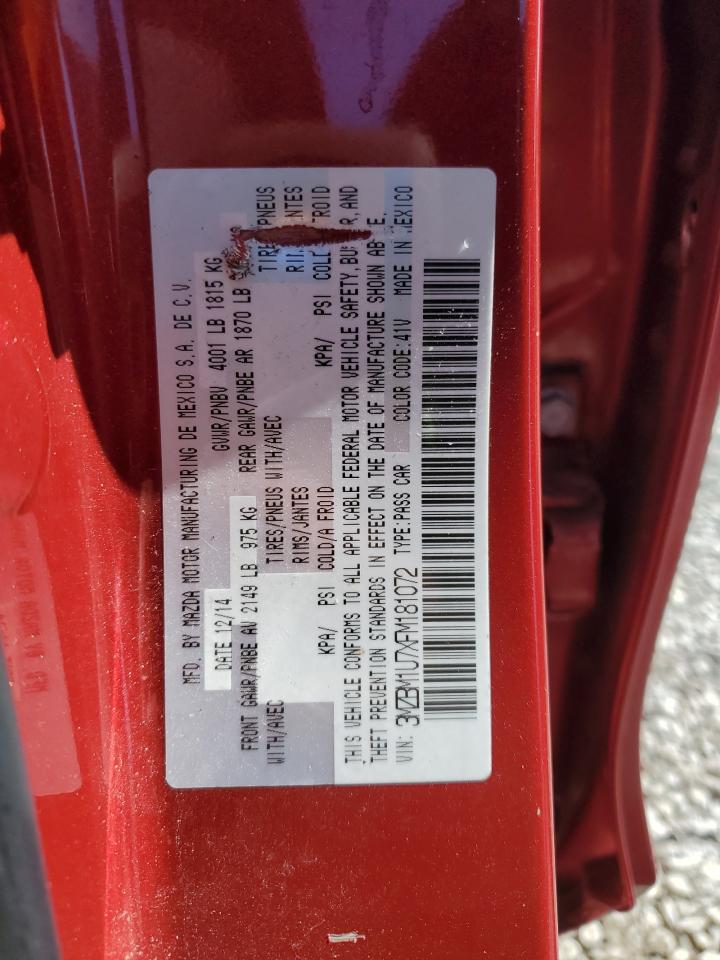 MFD. BY MAZDA MOTOR MANUFACTURING DE MEXICO S.A. DE C.V.
DATE 12/14 GVWR/PNBV 4001 LB 1815 KG
FRONT GAWR/PNBE AV 2149 LB 975 KG REAR GAWR/PNBE AR 1870 LB
WITH/AVEC TIRES/PNEUS WITH/AVEC TIRES/PNEUS
RIMS/JANTES
KPA/ PSI COLD/A FROID KPA/ PSI FROID
THIS VEHICLE CONFORMS TO ALL APPLICABLE FEDERAL MOTOR VEHICLE SAFETY, AND
THEFT PREVENTION STANDARDS IN EFFECT ON THE DATE OF MANUFACTURE SHOWN
VIN: 3MZBM1U7XFM181072 TYPE:PASS CAR COLOR CODE:41V MADE IN MEXICO